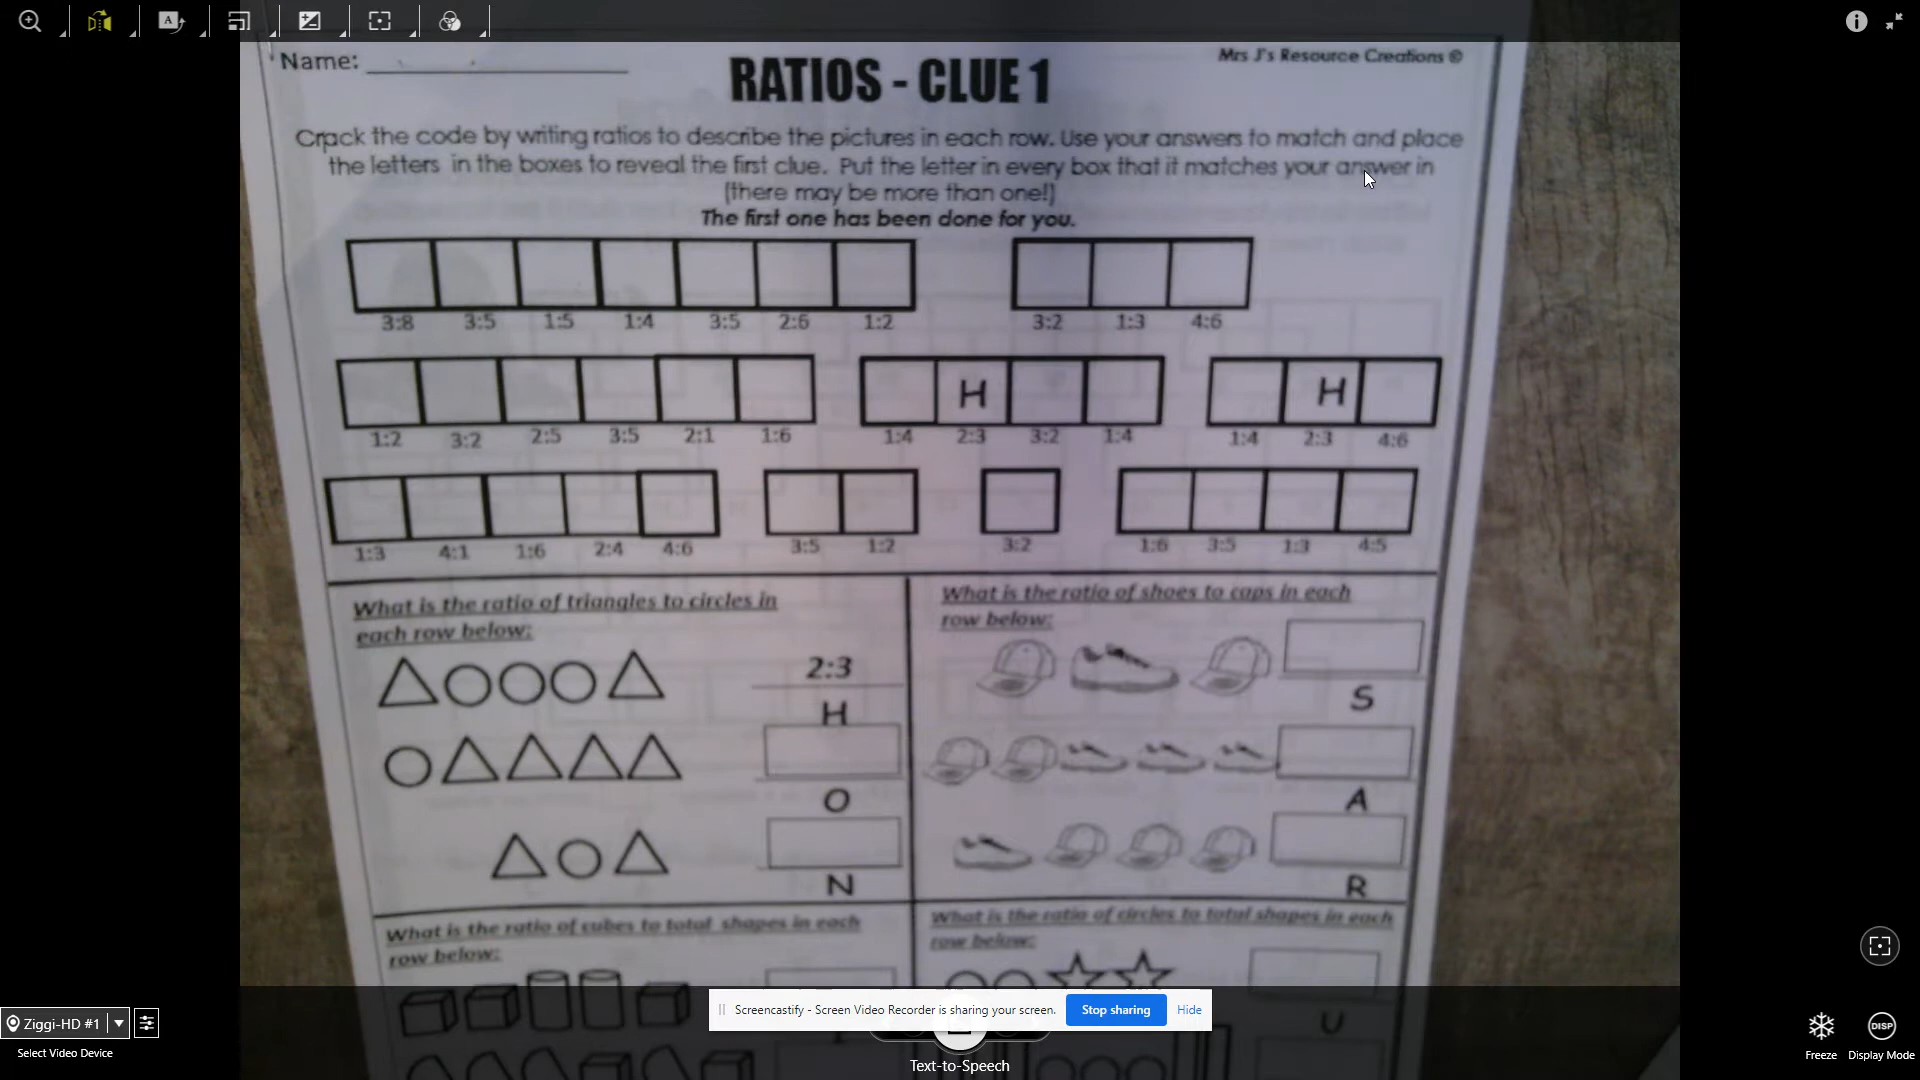 Name:
RATIOS - CLUE 1
Mrs J's Resource Creations ©
Crack the code by writing ratios to describe the pictures in each row. Use your answers to match and place
the letters in the boxes to reveal the first clue. Put the letter in every box that it matches your answer in
(there may be more than one!)
The first one has been done for you.
3:8 3:5 1:5 1:4 3:5 2:6 1:2 3:2 1:3 4:6
H H
1:2 3:2 2:5 3:5 2:1 1:6 1:4 2:3 3:2 1:4 1:4 2:3 4:6
1:3 4:1 1:6 2:4 4:6 3:5 1:2 3:2 1:6 3:5 1:3 4:5
What is the ratio of triangles to circles in
each row below:
2:3
H
O
N
What is the ratio of shoes to caps in each
row below:
S
A
R
What is the ratio of cubes to total shapes in each
row below:
What is the ratio of circles to total shapes in each
row below:
U
Screencastify - Screen Video Recorder is sharing your screen.
Stop sharing
Hide
Ziggi-HD #1
Select Video Device
Text-to-Speech
Freeze
DISP
Display Mode